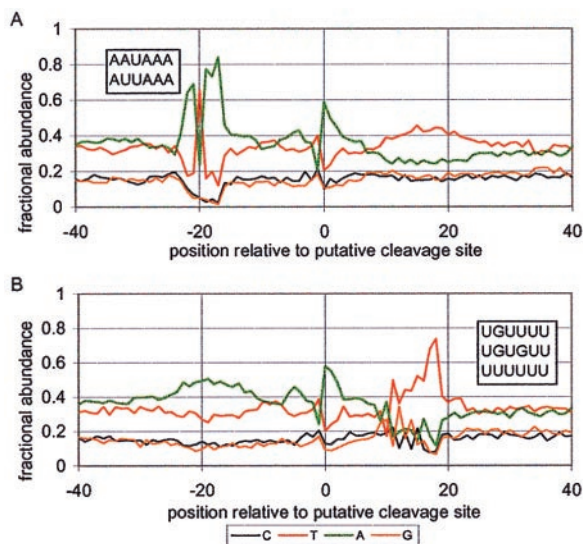 A
1
0.8
0.6
0.4
0.2
0
fractional abundance
AAUAAA
AUUAAA
-40 -20 0 20 40
position relative to putative cleavage site
B
1
0.8
0.6
0.4
0.2
0
fractional abundance
UGUUUU
UGUGUU
UUUUUU
-40 -20 0 20 40
position relative to putative cleavage site
C T A G